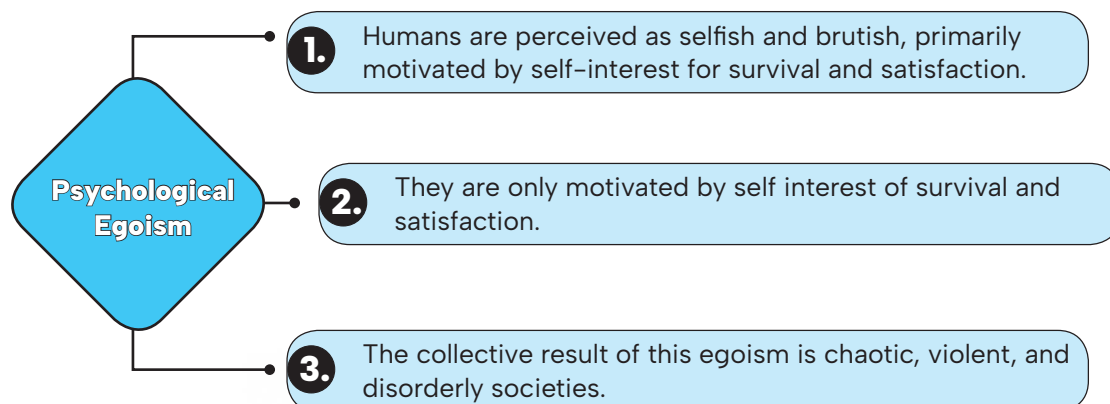 Psychological
Egoism
1.
Humans are perceived as selfish and brutish, primarily
motivated by self-interest for survival and satisfaction.
2.
They are only motivated by self interest of survival and
satisfaction.
3.
The collective result of this egoism is chaotic, violent, and
disorderly societies.